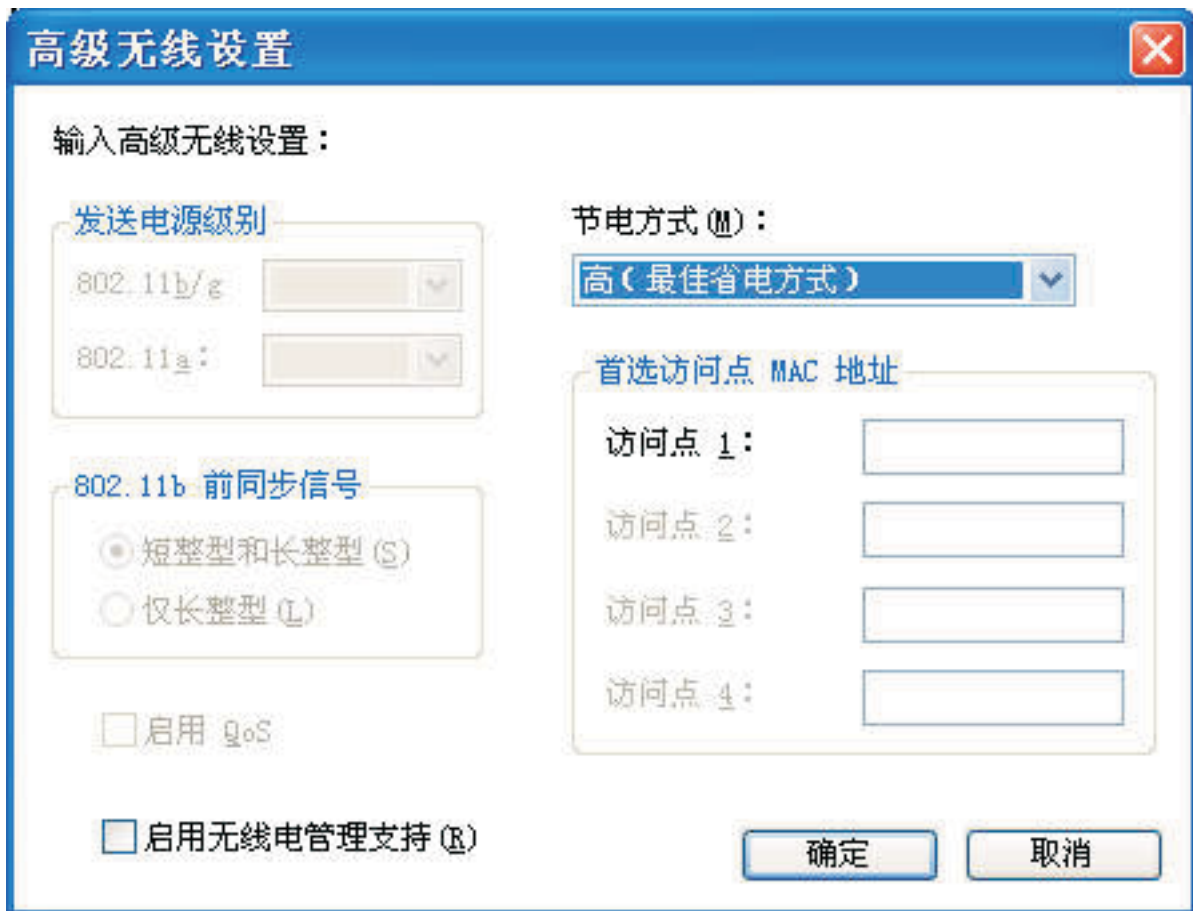 高级无线设置
输入高级无线设置：
发送电源级别
802.11b/g
802.11a：
802.11b 前同步信号
短整型和长整型(S)
仅长整型(L)
启用 QoS
启用无线电管理支持(R)
节电方式(M)：
高(最佳省电方式)
首选访问点 MAC 地址
访问点 1：
访问点 2：
访问点 3：
访问点 4：
确定
取消